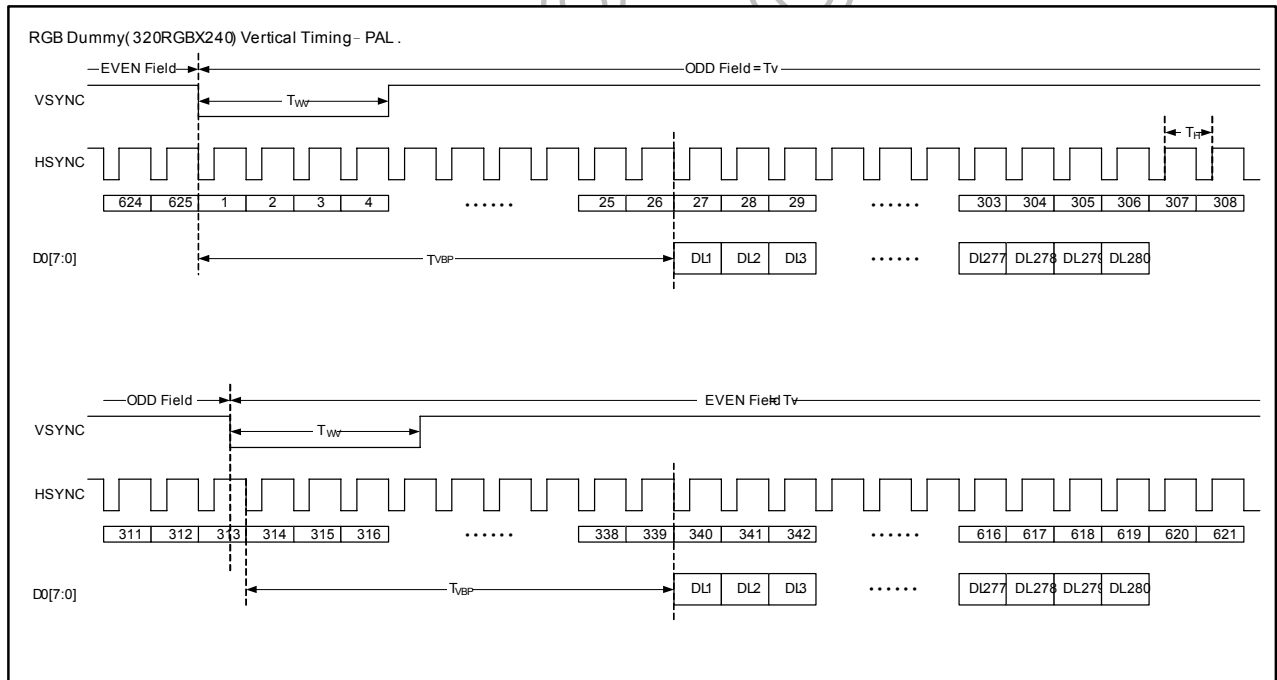 RGB Dummy( 320RGBX240) Vertical Timing– PAL .
EVEN Field
ODD Field = Tv
VSYNC
Twv
HSYNC
THT
624 625 1 2 3 4 ...... 25 26 27 28 29 ...... 303 304 305 306 307 308
D0[7:0]
TVBP
DL1 DL2 DL3 ...... DL277 DL278 DL279 DL280
ODD Field
EVEN Field Tv
VSYNC
Twv
HSYNC
311 312 313 314 315 316 ...... 338 339 340 341 342 ...... 616 617 618 619 620 621
D0[7:0]
TVBP
DL1 DL2 DL3 ...... DL277 DL278 DL279 DL280